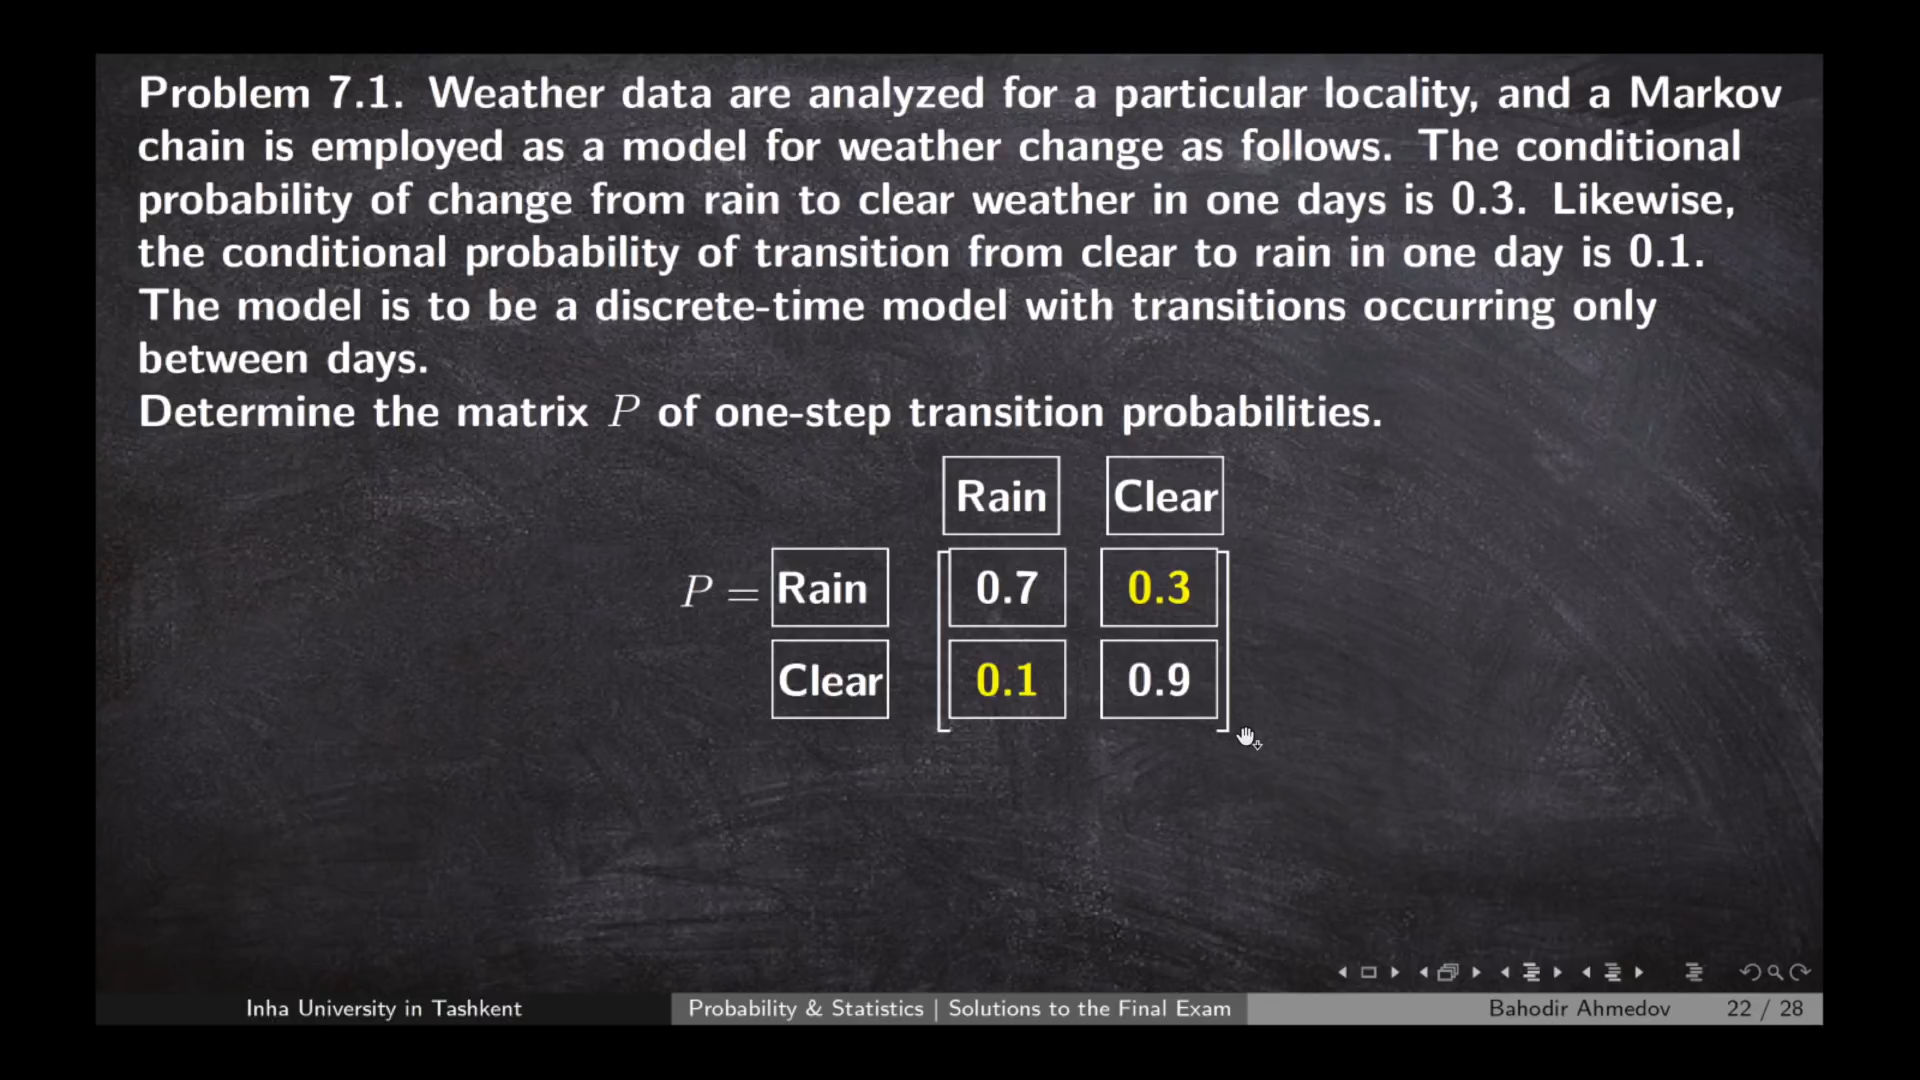 Problem 7.1. Weather data are analyzed for a particular locality, and a Markov
chain is employed as a model for weather change as follows. The conditional
probability of change from rain to clear weather in one days is 0.3. Likewise,
the conditional probability of transition from clear to rain in one day is 0.1.
The model is to be a discrete-time model with transitions occurring only
between days.
Determine the matrix P of one-step transition probabilities.
Rain Clear
P = Rain 0.7 0.3
Clear 0.1 0.9
Inha University in Tashkent Probability & Statistics | Solutions to the Final Exam Bahodir Ahmedov 22 / 28